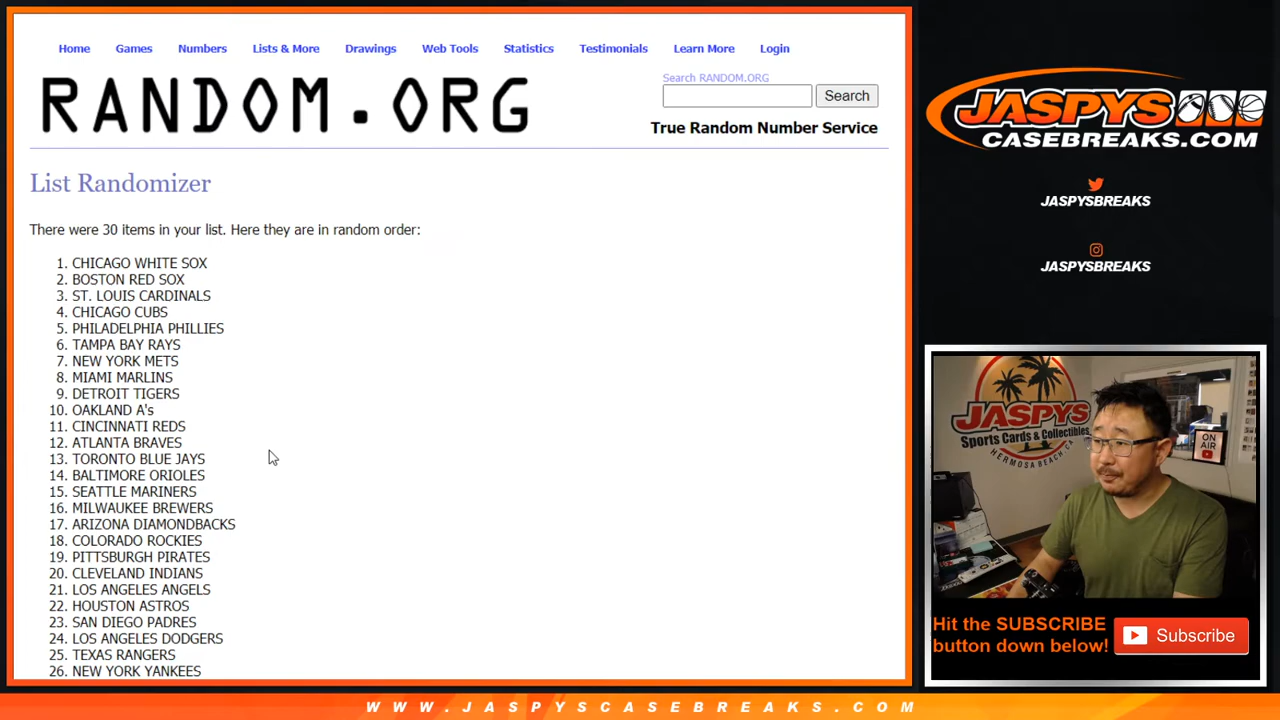 Home Games Numbers Lists & More Drawings Web Tools Statistics Testimonials Learn More Login
RANDOM.ORG
Search RANDOM.ORG
Search
True Random Number Service
List Randomizer
There were 30 items in your list. Here they are in random order:
1. CHICAGO WHITE SOX
2. BOSTON RED SOX
3. ST. LOUIS CARDINALS
4. CHICAGO CUBS
5. PHILADELPHIA PHILLIES
6. TAMPA BAY RAYS
7. NEW YORK METS
8. MIAMI MARLINS
9. DETROIT TIGERS
10. OAKLAND A's
11. CINCINNATI REDS
12. ATLANTA BRAVES
13. TORONTO BLUE JAYS
14. BALTIMORE ORIOLES
15. SEATTLE MARINERS
16. MILWAUKEE BREWERS
17. ARIZONA DIAMONDBACKS
18. COLORADO ROCKIES
19. PITTSBURGH PIRATES
20. CLEVELAND INDIANS
21. LOS ANGELES ANGELS
22. HOUSTON ASTROS
23. SAN DIEGO PADRES
24. LOS ANGELES DODGERS
25. TEXAS RANGERS
26. NEW YORK YANKEES
JASPYS
CASEBREAKS.COM
JASPYSBREAKS
JASPYSBREAKS
JASPYS
Sports Cards & Collectibles
HERMOSA BEACH CA
ON
AIR
Hit the SUBSCRIBE
button down below!
Subscribe
WWW.JASPYSCASEBREAKS.COM